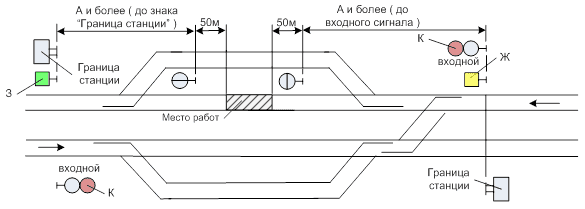 А и более ( до знака
"Граница станции" )
50м
50м
А и более ( до
входного сигнала )
К
входной
Граница
станции
З
Ж
Место работ
входной
К
Граница
станции